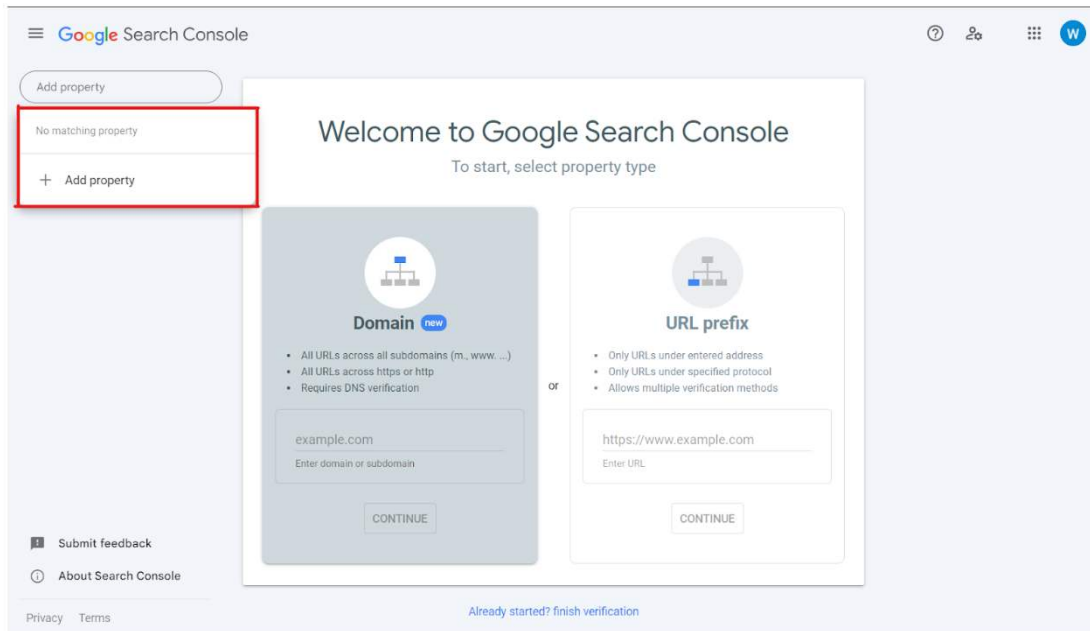 Google Search Console
W
Add property
No matching property
Add property
Welcome to Google Search Console
To start, select property type
Domain new
• All URLs across all subdomains (m., www. ...)
• All URLs across https or http
• Requires DNS verification
example.com
Enter domain or subdomain
CONTINUE
or
URL prefix
• Only URLs under entered address
• Only URLs under specified protocol
• Allows multiple verification methods
https://www.example.com
Enter URL
CONTINUE
Submit feedback
About Search Console
Privacy Terms
Already started? finish verification